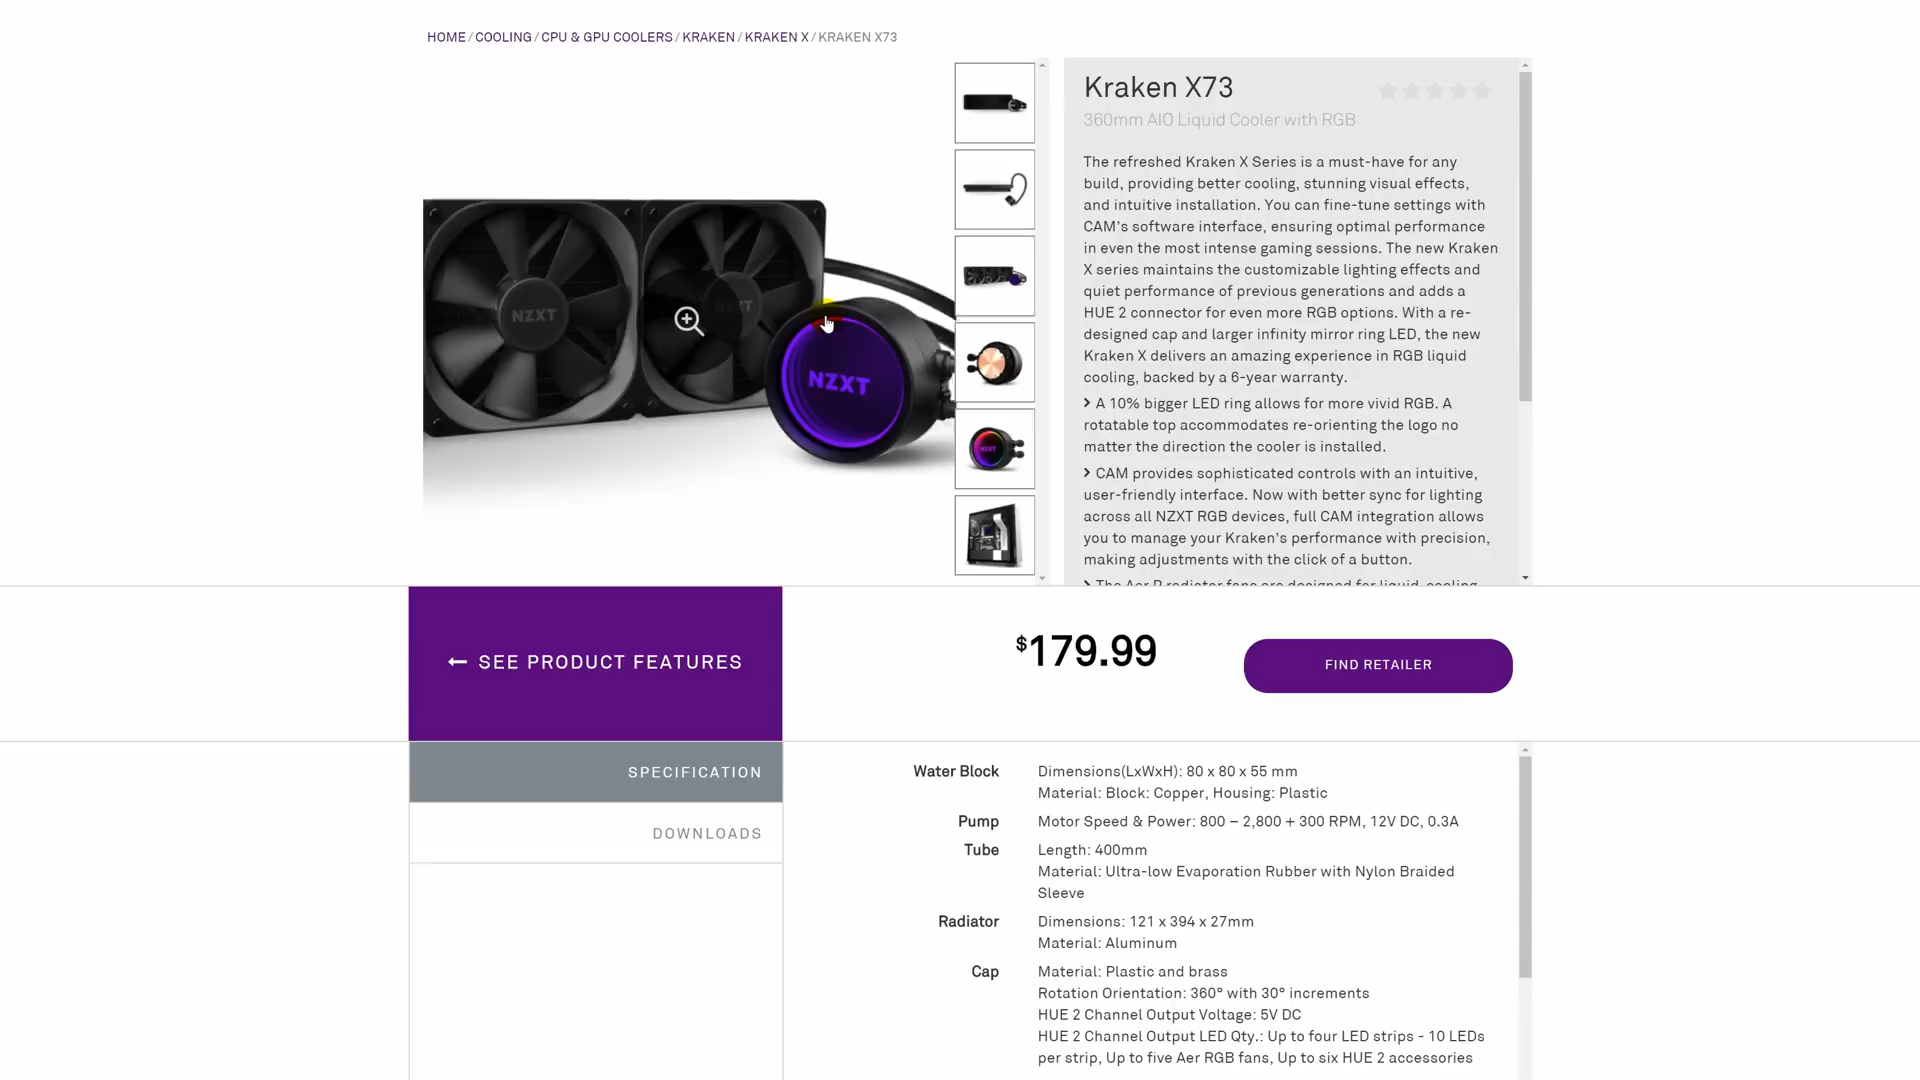 HOME / COOLING / CPU & GPU COOLERS / KRAKEN / KRAKEN X / KRAKEN X73
Kraken X73
360mm AIO Liquid Cooler with RGB
The refreshed Kraken X Series is a must-have for any
build, providing better cooling, stunning visual effects,
and intuitive installation. You can fine-tune settings with
CAM's software interface, ensuring optimal performance
in even the most intense gaming sessions. The new Kraken
X series maintains the customizable lighting effects and
quiet performance of previous generations and adds a
HUE 2 connector for even more RGB options. With a re-
designed cap and larger infinity mirror ring LED, the new
Kraken X delivers an amazing experience in RGB liquid
cooling, backed by a 6-year warranty.
A 10% bigger LED ring allows for more vivid RGB. A
rotatable top accommodates re-orienting the logo no
matter the direction the cooler is installed.
CAM provides sophisticated controls with an intuitive,
user-friendly interface. Now with better sync for lighting
across all NZXT RGB devices, full CAM integration allows
you to manage your Kraken's performance with precision,
making adjustments with the click of a button.
The Aer P radiator fans are designed for liquid-cooling
NZXT
NZXT
NZXT
NZXT
← SEE PRODUCT FEATURES
$179.99
FIND RETAILER
SPECIFICATION
DOWNLOADS
Water Block
Dimensions(LxWxH): 80 x 80 x 55 mm
Material: Block: Copper, Housing: Plastic
Pump
Motor Speed & Power: 800 – 2,800 + 300 RPM, 12V DC, 0.3A
Tube
Length: 400mm
Material: Ultra-low Evaporation Rubber with Nylon Braided
Sleeve
Radiator
Dimensions: 121 x 394 x 27mm
Material: Aluminum
Cap
Material: Plastic and brass
Rotation Orientation: 360° with 30° increments
HUE 2 Channel Output Voltage: 5V DC
HUE 2 Channel Output LED Qty.: Up to four LED strips - 10 LEDs
per strip, Up to five Aer RGB fans, Up to six HUE 2 accessories